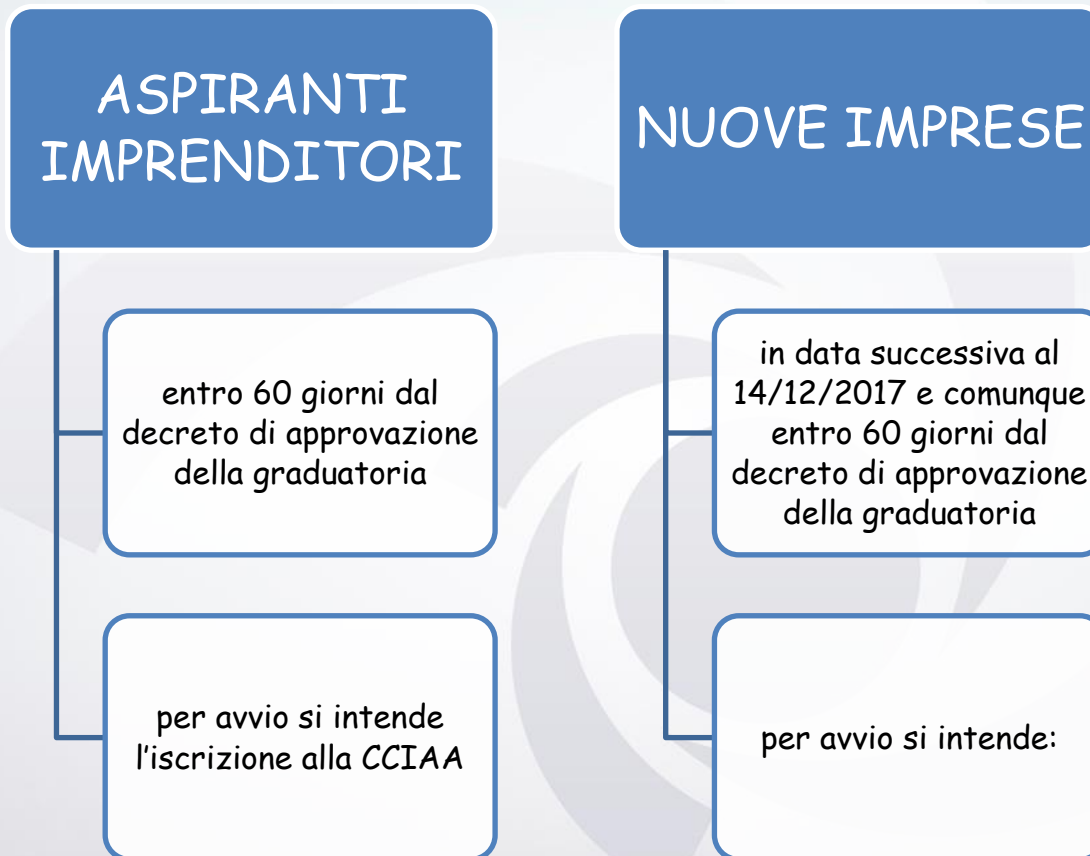 ASPIRANTI
IMPRENDITORI
entro 60 giorni dal
decreto di approvazione
della graduatoria
per avvio si intende
l’iscrizione alla CCIAA
NUOVE IMPRESE
in data successiva al
14/12/2017 e comunque
entro 60 giorni dal
decreto di approvazione
della graduatoria
per avvio si intende: